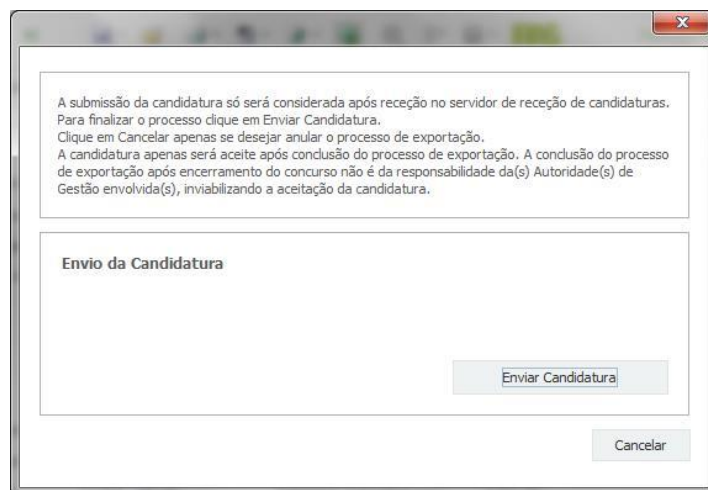 A submissão da candidatura só será considerada após receção no servidor de receção de candidaturas.
Para finalizar o processo clique em Enviar Candidatura.
Clique em Cancelar apenas se desejar anular o processo de exportação.
A candidatura apenas será aceite após conclusão do processo de exportação. A conclusão do processo
de exportação após encerramento do concurso não é da responsabilidade da(s) Autoridade(s) de
Gestão envolvida(s), inviabilizando a aceitação da candidatura.
Envio da Candidatura
Enviar Candidatura
Cancelar